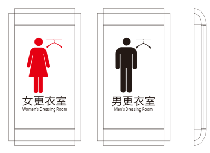 女更衣室
Women's Dressing Room
男更衣室
Men's Dressing Room